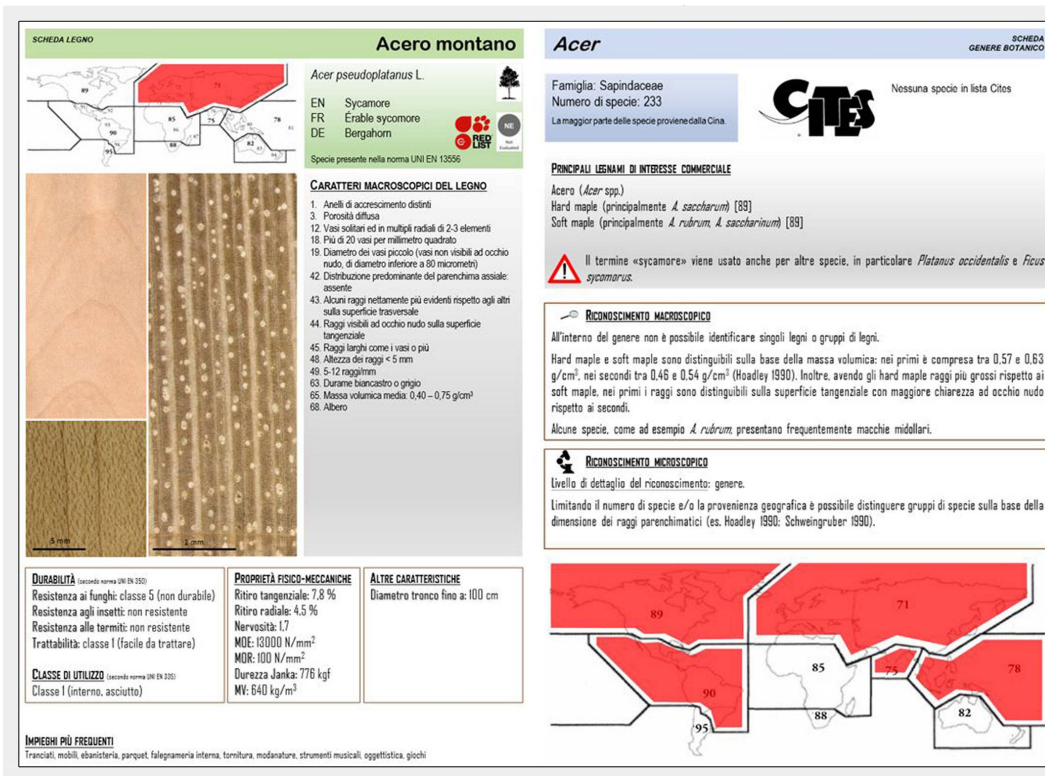 SCHEDA LEGNO
Acero montano
89
71
85
75
78
90
88
82
95
Acer pseudoplatanus L.
EN Sycamore
FR Érable sycomore
DE Bergahorn
RED LIST
NE
Not Evaluated
Specie presente nella norma UNI EN 13556
CARATTERI MACROSCOPICI DEL LEGNO
1. Anelli di accrescimento distinti
3. Porosità diffusa
12. Vasi solitari ed in multipli radiali di 2-3 elementi
18. Più di 20 vasi per millimetro quadrato
19. Diametro dei vasi piccolo (vasi non visibili ad occhio
nudo, di diametro inferiore a 80 micrometri)
42. Distribuzione predominante del parenchima assiale:
assente
43. Alcuni raggi nettamente più evidenti rispetto agli altri
sulla superficie trasversale
44. Raggi visibili ad occhio nudo sulla superficie
tangenziale
45. Raggi larghi come i vasi o più
48. Altezza dei raggi < 5 mm
49. 5-12 raggi/mm
63. Durame biancastro o grigio
65. Massa volumica media: 0,40 – 0,75 g/cm³
68. Albero
5 mm
1 mm
DURABILITÀ (secondo norma UNI EN 350)
Resistenza ai funghi: classe 5 (non durabile)
Resistenza agli insetti: non resistente
Resistenza alle termiti: non resistente
Trattabilità: classe 1 (facile da trattare)
CLASSE DI UTILIZZO (secondo norma UNI EN 335)
Classe 1 (interno, asciutto)
PROPRIETÀ FISICO-MECCANICHE
Ritiro tangenziale: 7,8 %
Ritiro radiale: 4,5 %
Nervosità: 1,7
MOE: 13000 N/mm²
MOR: 100 N/mm²
Durezza Janka: 776 kgf
MV: 640 kg/m³
ALTRE CARATTERISTICHE
Diametro tronco fino a: 100 cm
IMPIEGHI PIÙ FREQUENTI
Tranciati, mobili, ebanisteria, parquet, falegnameria interna, tornitura, modanature, strumenti musicali, oggettistica, giochi
Acer
SCHEDA
GENERE BOTANICO
Famiglia: Sapindaceae
Numero di specie: 233
La maggior parte delle specie proviene dalla Cina.
CITES
Nessuna specie in lista Cites
PRINCIPALI LEGNAMI DI INTERESSE COMMERCIALE
Acero (Acer spp.)
Hard maple (principalmente A. saccharum) [89]
Soft maple (principalmente A. rubrum, A. saccharinum) [89]
Il termine «sycamore» viene usato anche per altre specie, in particolare Platanus occidentalis e Ficus
sycomorus.
RICONOSCIMENTO MACROSCOPICO
All'interno del genere non è possibile identificare singoli legni o gruppi di legni.
Hard maple e soft maple sono distinguibili sulla base della massa volumica: nei primi è compresa tra 0,57 e 0,63
g/cm³, nei secondi tra 0,46 e 0,54 g/cm³ (Hoadley 1990). Inoltre, avendo gli hard maple raggi più grossi rispetto ai
soft maple, nei primi i raggi sono distinguibili sulla superficie tangenziale con maggiore chiarezza ad occhio nudo
rispetto ai secondi.
Alcune specie, come ad esempio A. rubrum, presentano frequentemente macchie midollari.
RICONOSCIMENTO MICROSCOPICO
Livello di dettaglio del riconoscimento: genere.
Limitando il numero di specie e/o la provenienza geografica è possibile distinguere gruppi di specie sulla base della
dimensione dei raggi parenchimatici (es. Hoadley 1990; Schweingruber 1990).
89
71
85
75
78
90
88
82
95